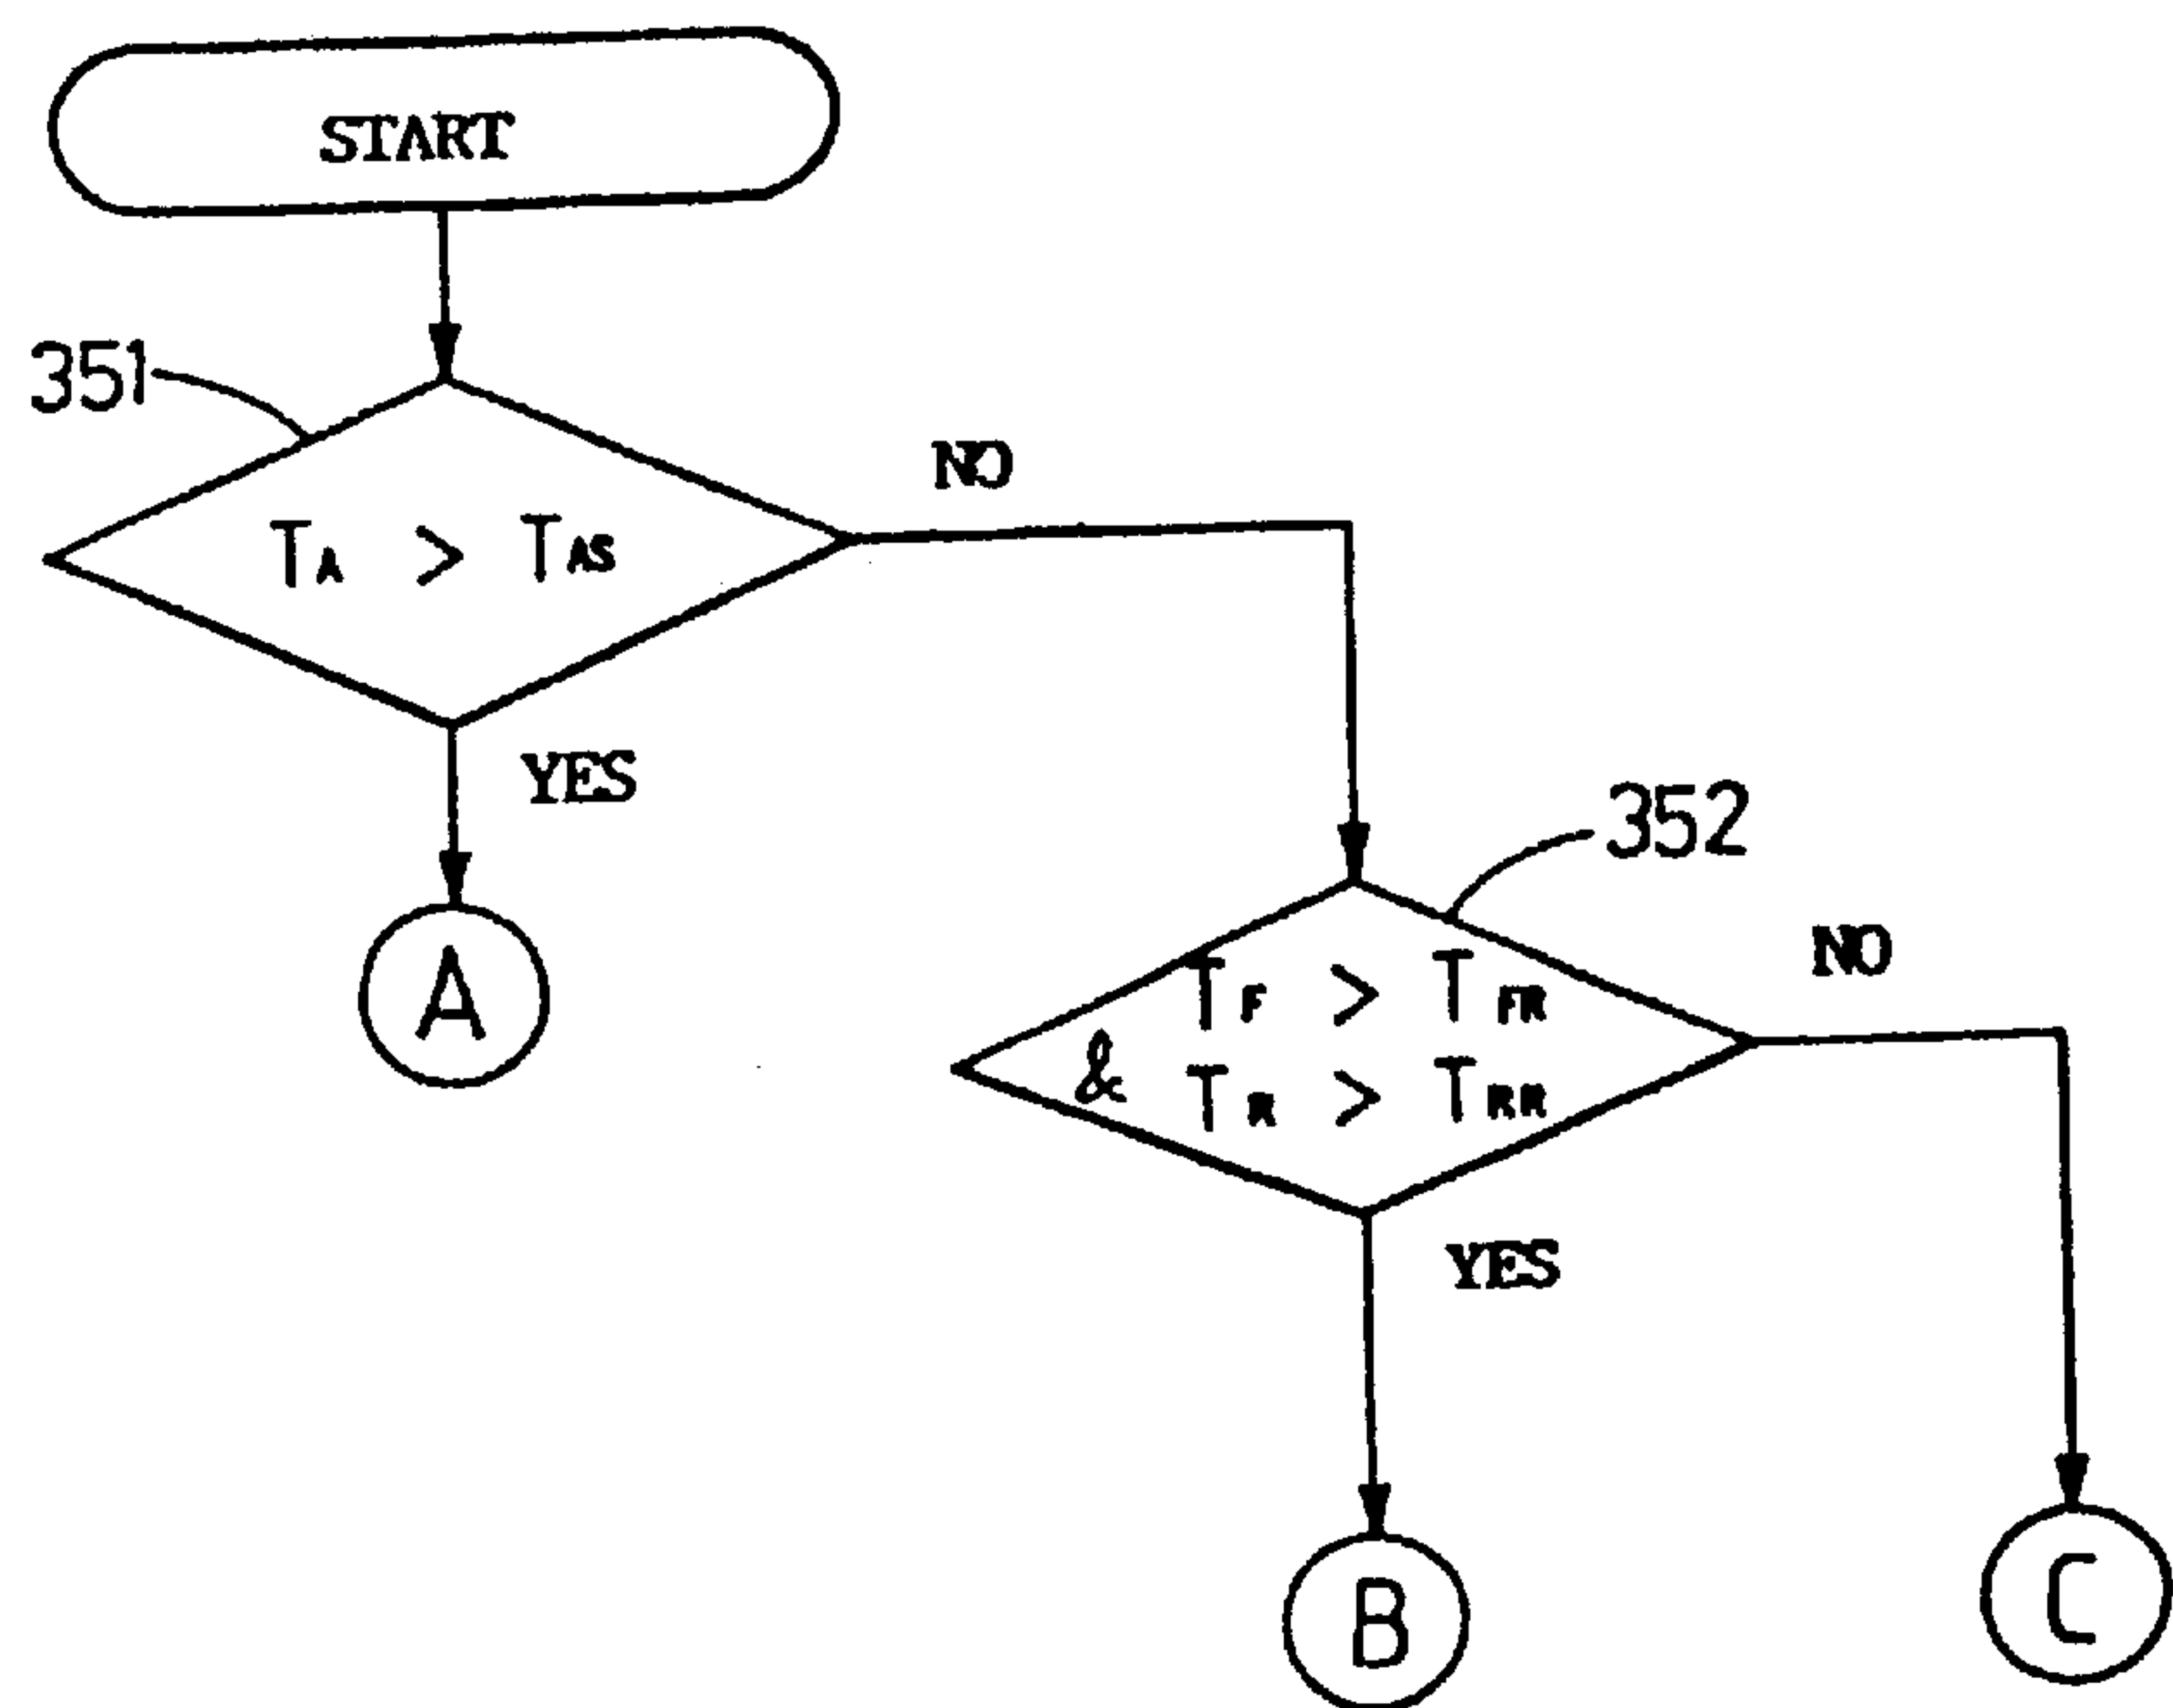 START
351
NO
TA > TAS
YES
352
A
NO
TF > TFR
& TR > TRR
YES
B
C